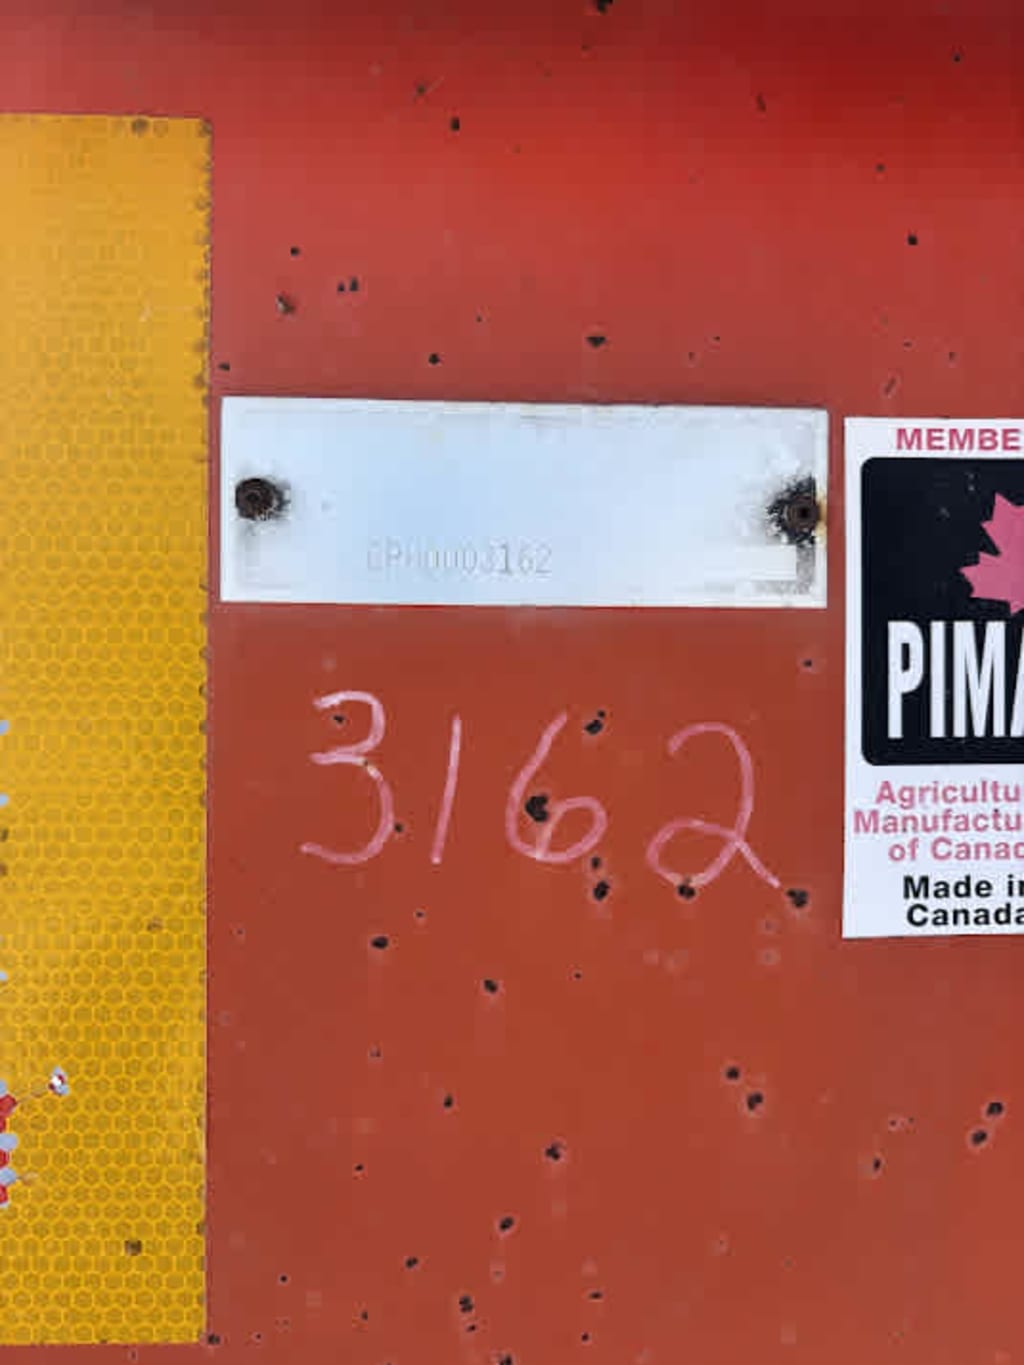 3162
MEMBE
PIMA
Agricultu
Manufactu
of Canad
Made in
Canada